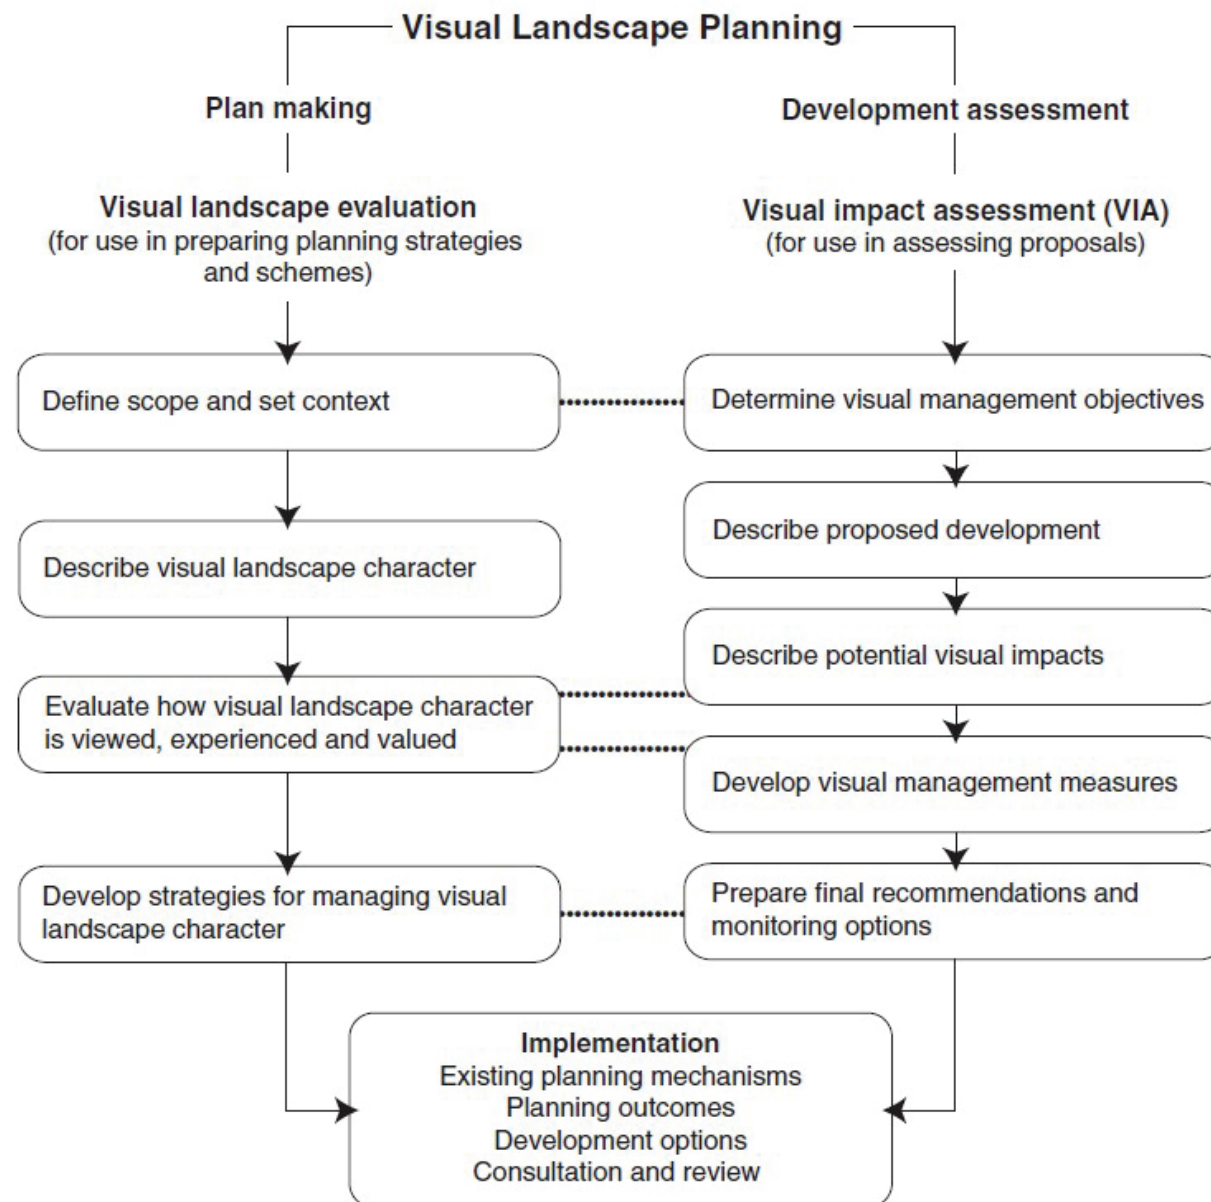 Visual Landscape Planning
Plan making
Visual landscape evaluation
(for use in preparing planning strategies
and schemes)
Define scope and set context
Describe visual landscape character
Evaluate how visual landscape character
is viewed, experienced and valued
Develop strategies for managing visual
landscape character
Development assessment
Visual impact assessment (VIA)
(for use in assessing proposals)
Determine visual management objectives
Describe proposed development
Describe potential visual impacts
Develop visual management measures
Prepare final recommendations and
monitoring options
Implementation
Existing planning mechanisms
Planning outcomes
Development options
Consultation and review